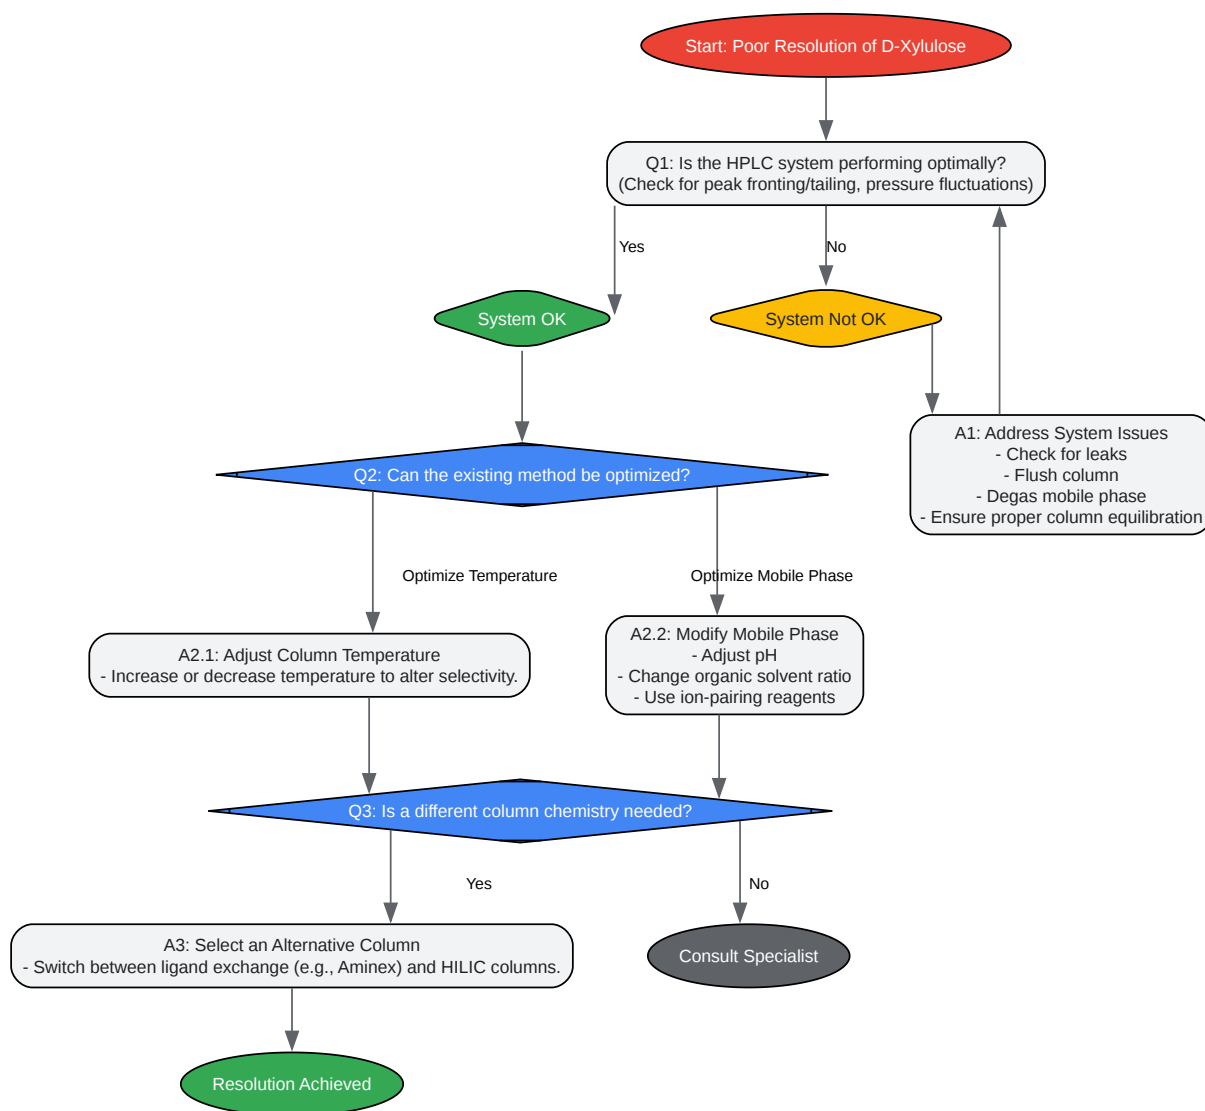 Start: Poor Resolution of D-Xylulose
Q1: Is the HPLC system performing optimally?
(Check for peak fronting/tailing, pressure fluctuations)
Yes
No
System OK
System Not OK
A1: Address System Issues
- Check for leaks
- Flush column
- Degas mobile phase
- Ensure proper column equilibration
Q2: Can the existing method be optimized?
Optimize Temperature
Optimize Mobile Phase
A2.1: Adjust Column Temperature
- Increase or decrease temperature to alter selectivity.
A2.2: Modify Mobile Phase
- Adjust pH
- Change organic solvent ratio
- Use ion-pairing reagents
Q3: Is a different column chemistry needed?
Yes
No
A3: Select an Alternative Column
- Switch between ligand exchange (e.g., Aminex) and HILIC columns.
Consult Specialist
Resolution Achieved